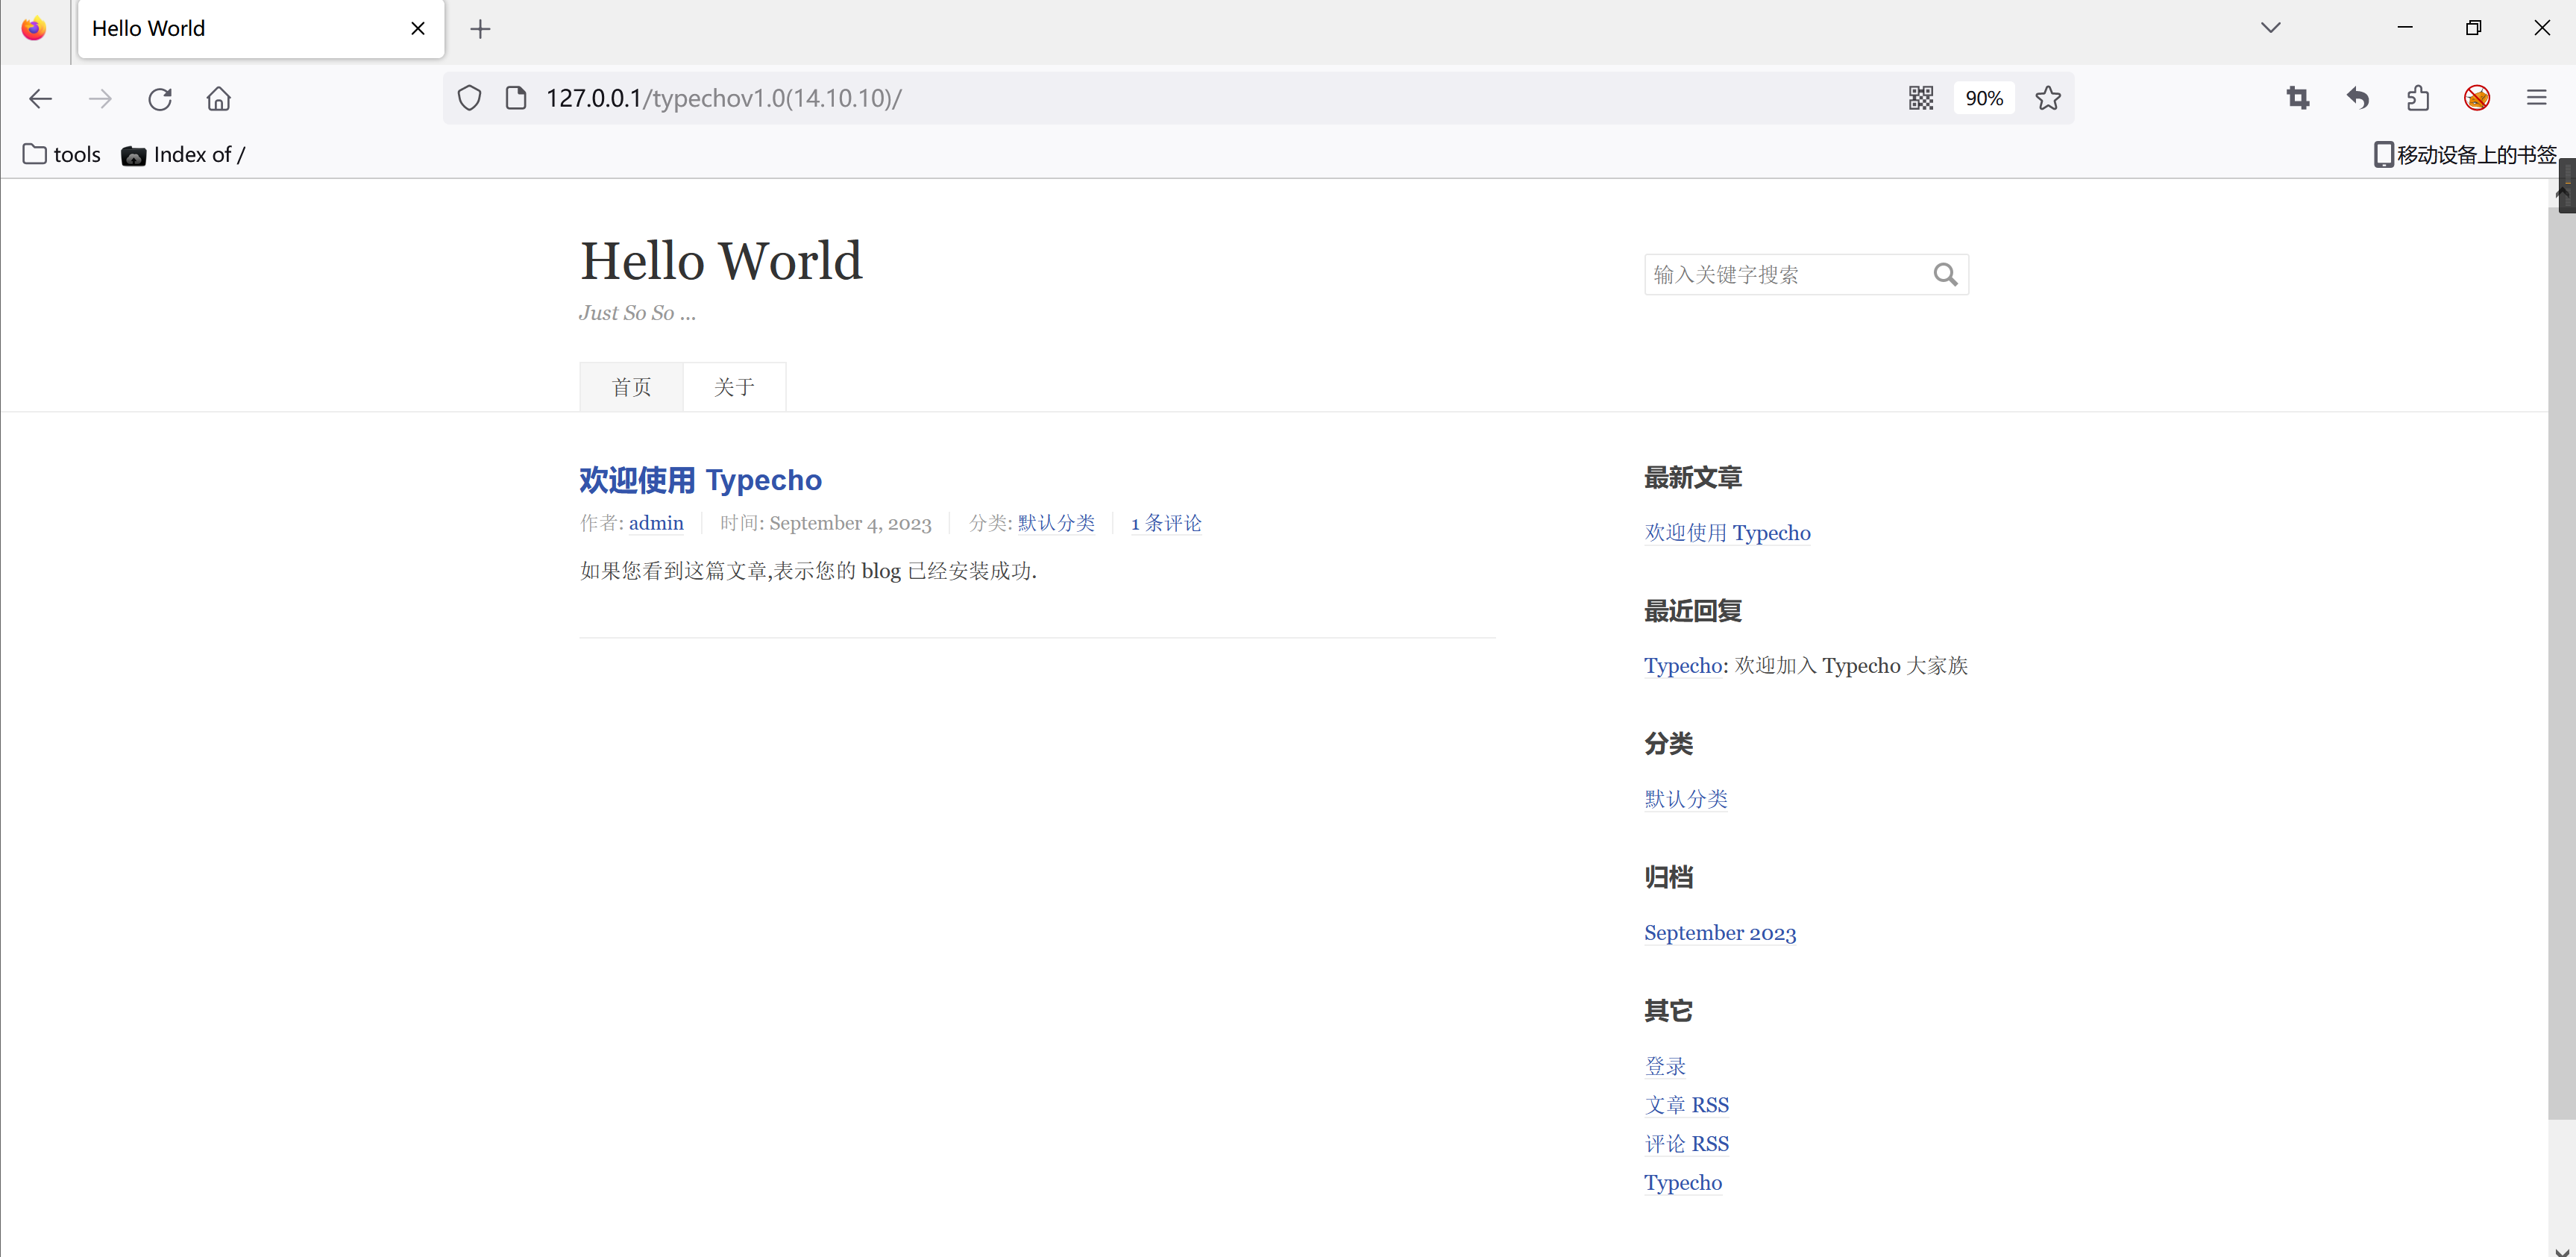 Hello World
127.0.0.1/typechov1.0(14.10.10)/
90%
tools
Index of /
移动设备上的书签
Hello World
输入关键字搜索
Just So So ...
首页
关于
欢迎使用 Typecho
作者: admin
时间: September 4, 2023
分类: 默认分类
1 条评论
如果您看到这篇文章,表示您的 blog 已经安装成功.
最新文章
欢迎使用 Typecho
最近回复
Typecho: 欢迎加入 Typecho 大家族
分类
默认分类
归档
September 2023
其它
登录
文章 RSS
评论 RSS
Typecho